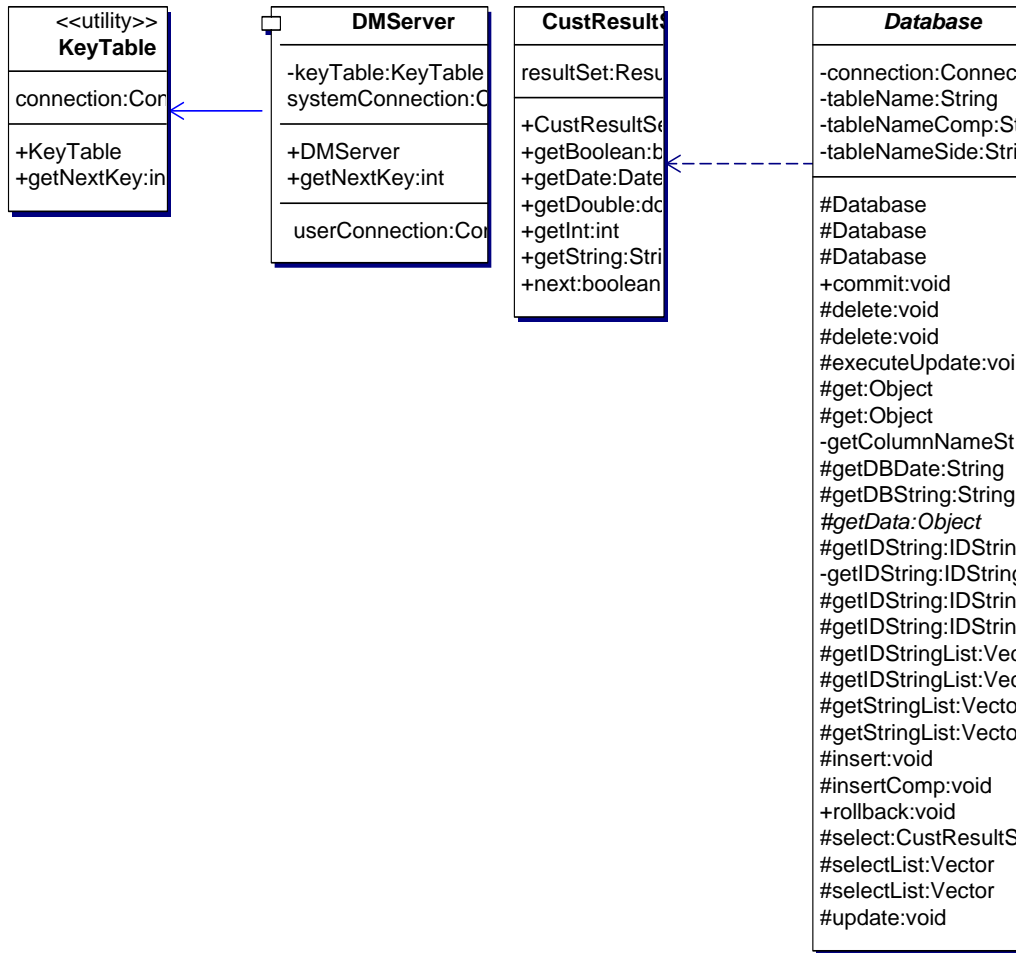 <<utility>>
KeyTable
connection:Con
+KeyTable
+getNextKey:in
DMServer
-keyTable:KeyTable
systemConnection:C
+DMServer
+getNextKey:int
userConnection:Con
CustResultS
resultSet:Resu
+CustResultSe
+getBoolean:b
+getDate:Date
+getDouble:do
+getInt:int
+getString:Stri
+next:boolean
Database
-connection:Connec
-tableName:String
-tableNameComp:St
-tableNameSide:Stri
#Database
#Database
#Database
+commit:void
#delete:void
#delete:void
#executeUpdate:voi
#get:Object
#get:Object
-getColumnNameSt
#getDBDate:String
#getDBString:String
#getData:Object
#getIDString:IDStrin
-getIDString:IDString
#getIDString:IDStrin
#getIDString:IDStrin
#getIDStringList:Vec
#getIDStringList:Vec
#getStringList:Vecto
#getStringList:Vecto
#insert:void
#insertComp:void
+rollback:void
#select:CustResultS
#selectList:Vector
#selectList:Vector
#update:void